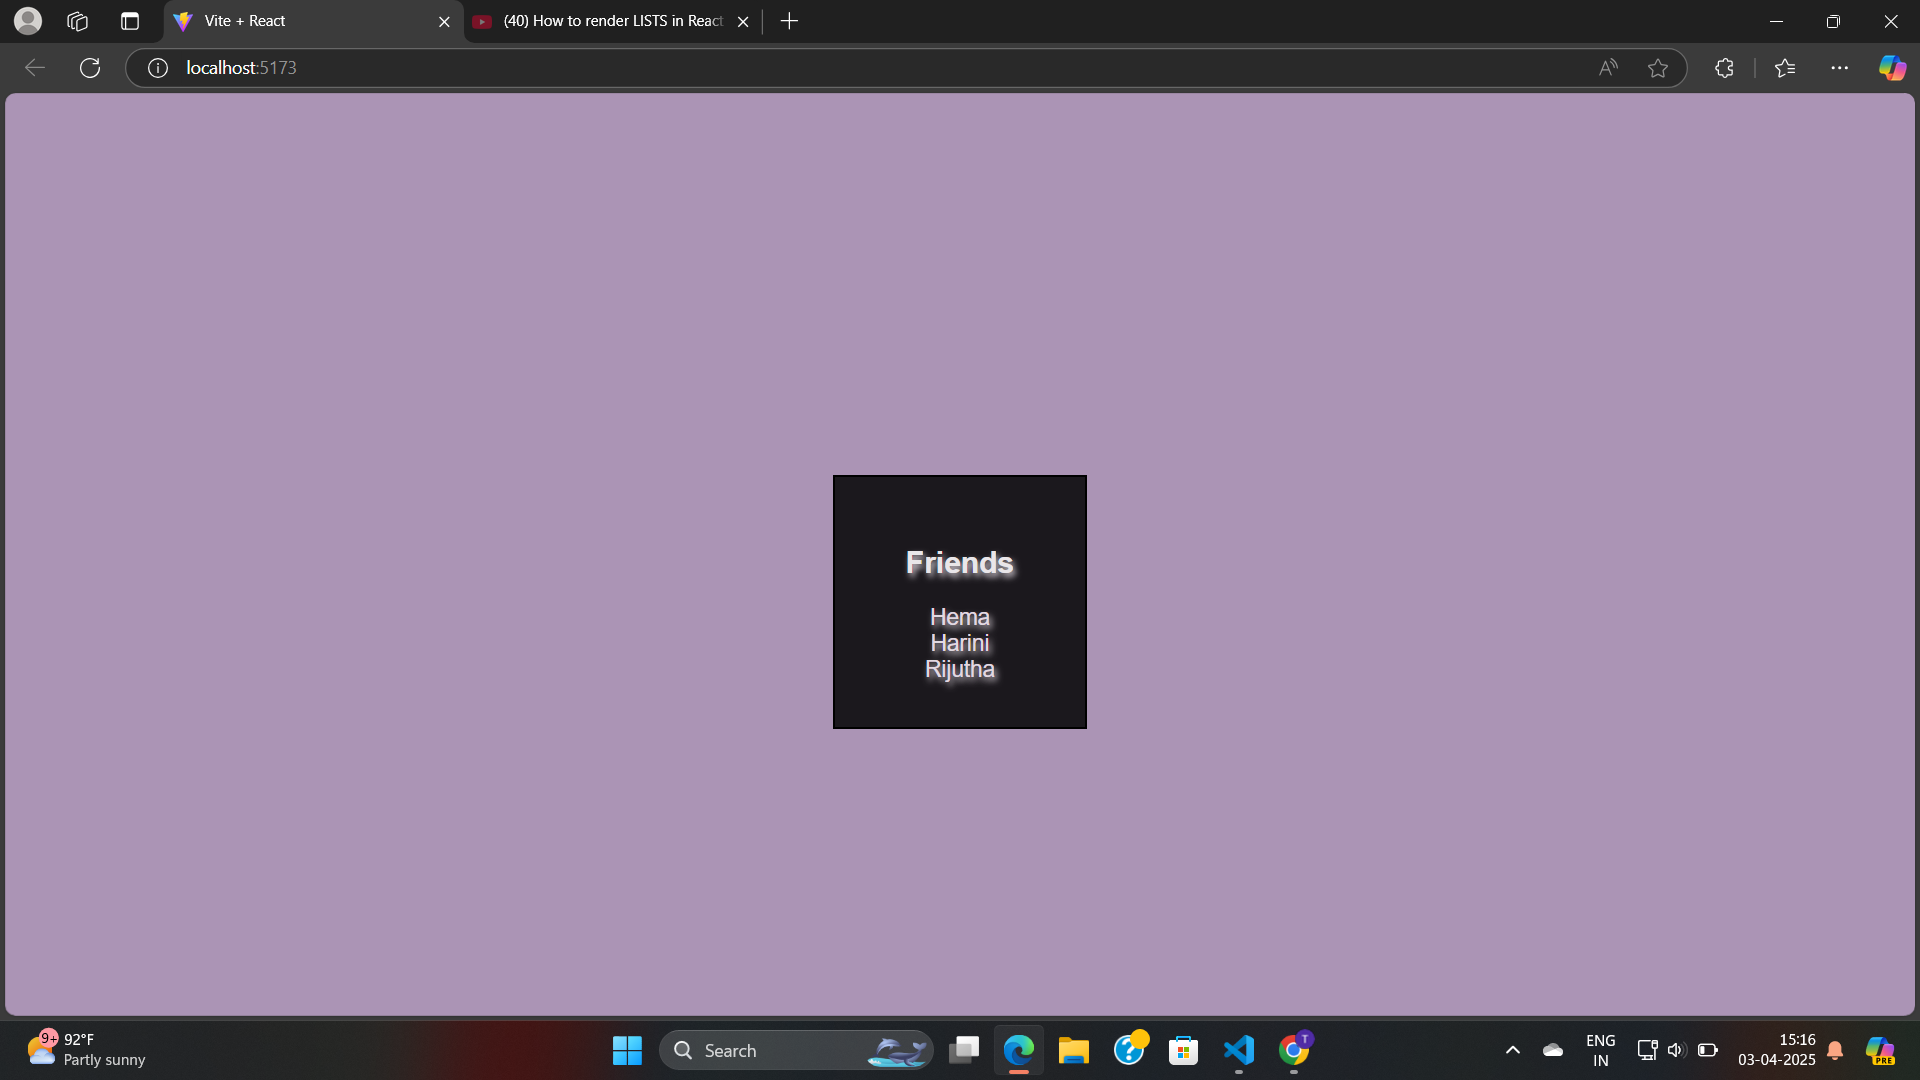 Vite + React
(40) How to render LISTS in React
localhost:5173
Friends
Hema
Harini
Rijutha
9+
92°F
Partly sunny
Search
T
ENG
IN
15:16
03-04-2025
PRE